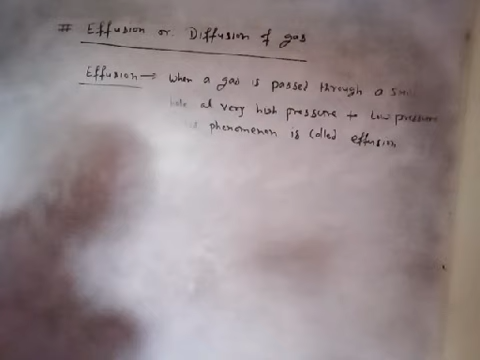 # Effusion or Diffusion of gas
Effusion → When a gas is passed through a
hole at very high pressure to low pressure
phenomenon is called effusion